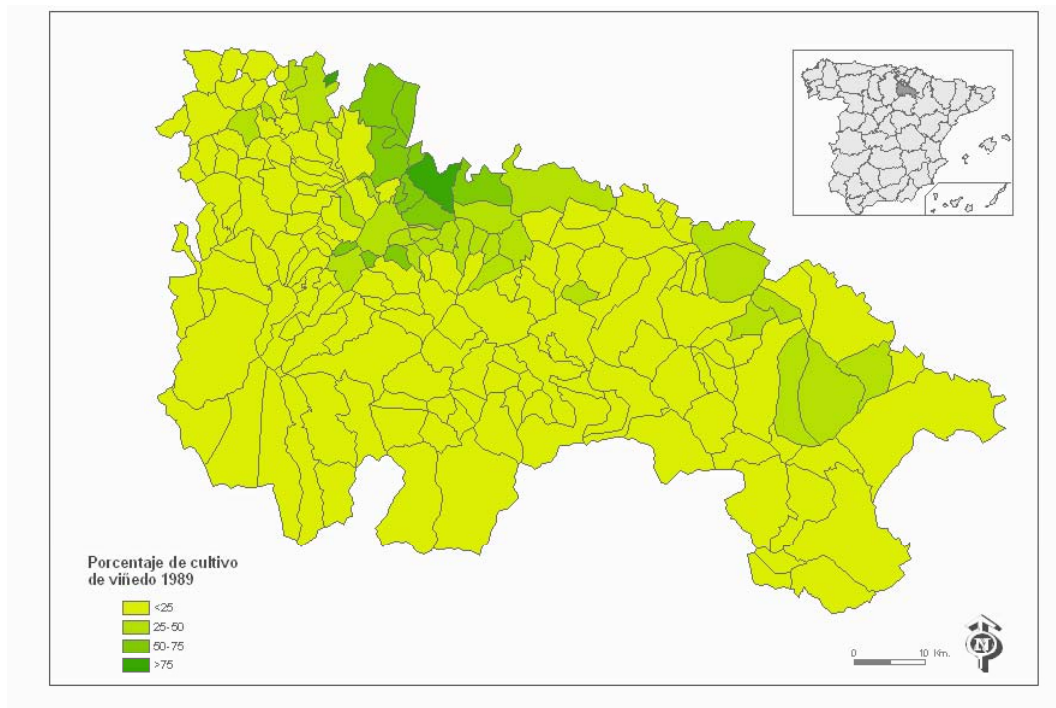 Porcentaje de cultivo
de viñedo 1989
<25
25-50
50-75
>75
0 10 Km.
N